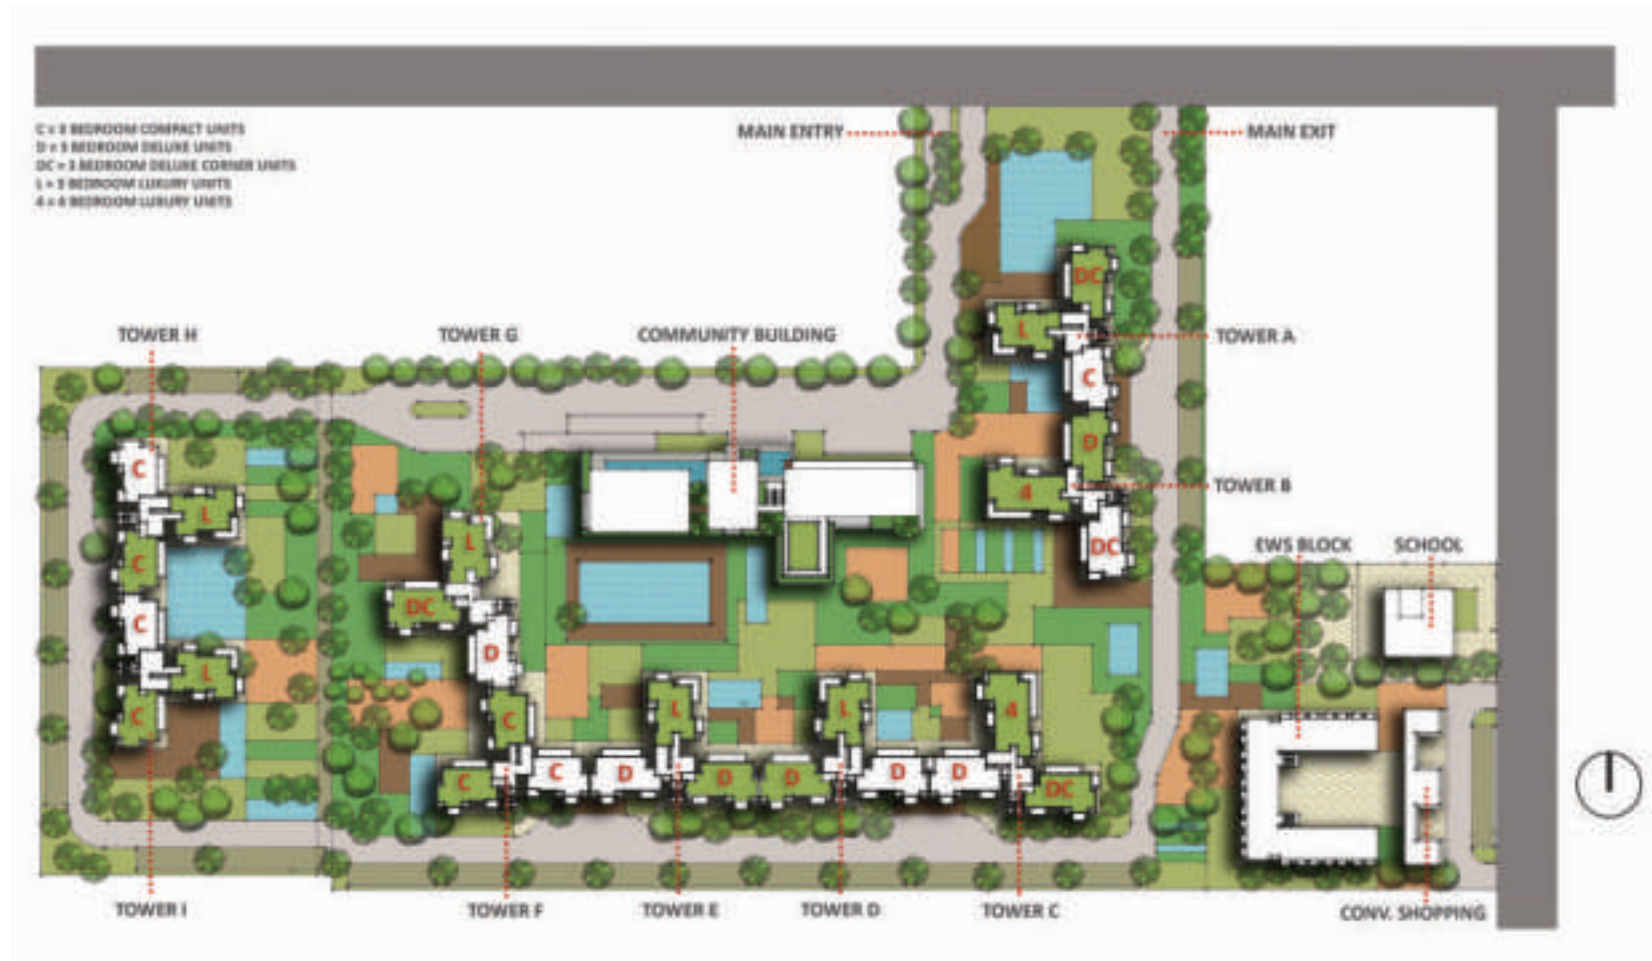 MAIN ENTRY
MAIN EXIT
C = 3 BEDROOM COMPACT UNITS
D = 3 BEDROOM DELUXE UNITS
DC = 3 BEDROOM DELUXE CORNER UNITS
L = 3 BEDROOM LUXURY UNITS
4 = 4 BEDROOM LUXURY UNITS
DC
TOWER H
TOWER G
COMMUNITY BUILDING
L
TOWER A
C
D
C
4
TOWER B
L
L
DC
EWS BLOCK
SCHOOL
C
DC
C
D
L
C
L
L
4
C
C
C
D
D
D
D
D
DC
TOWER I
TOWER F
TOWER E
TOWER D
TOWER C
CONV. SHOPPING